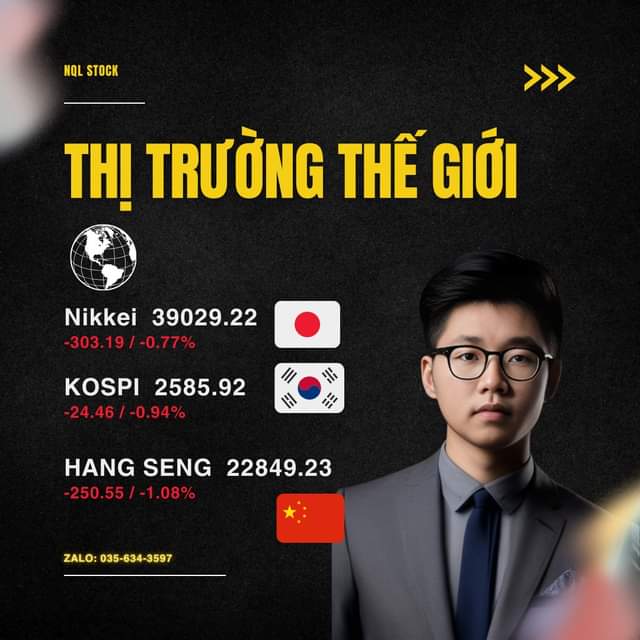 NQL STOCK
THỊ TRƯỜNG THẾ GIỚI
Nikkei 39029.22
-303.19 / -0.77%
KOSPI 2585.92
-24.46 / -0.94%
HANG SENG 22849.23
-250.55 / -1.08%
ZALO: 035-634-3597